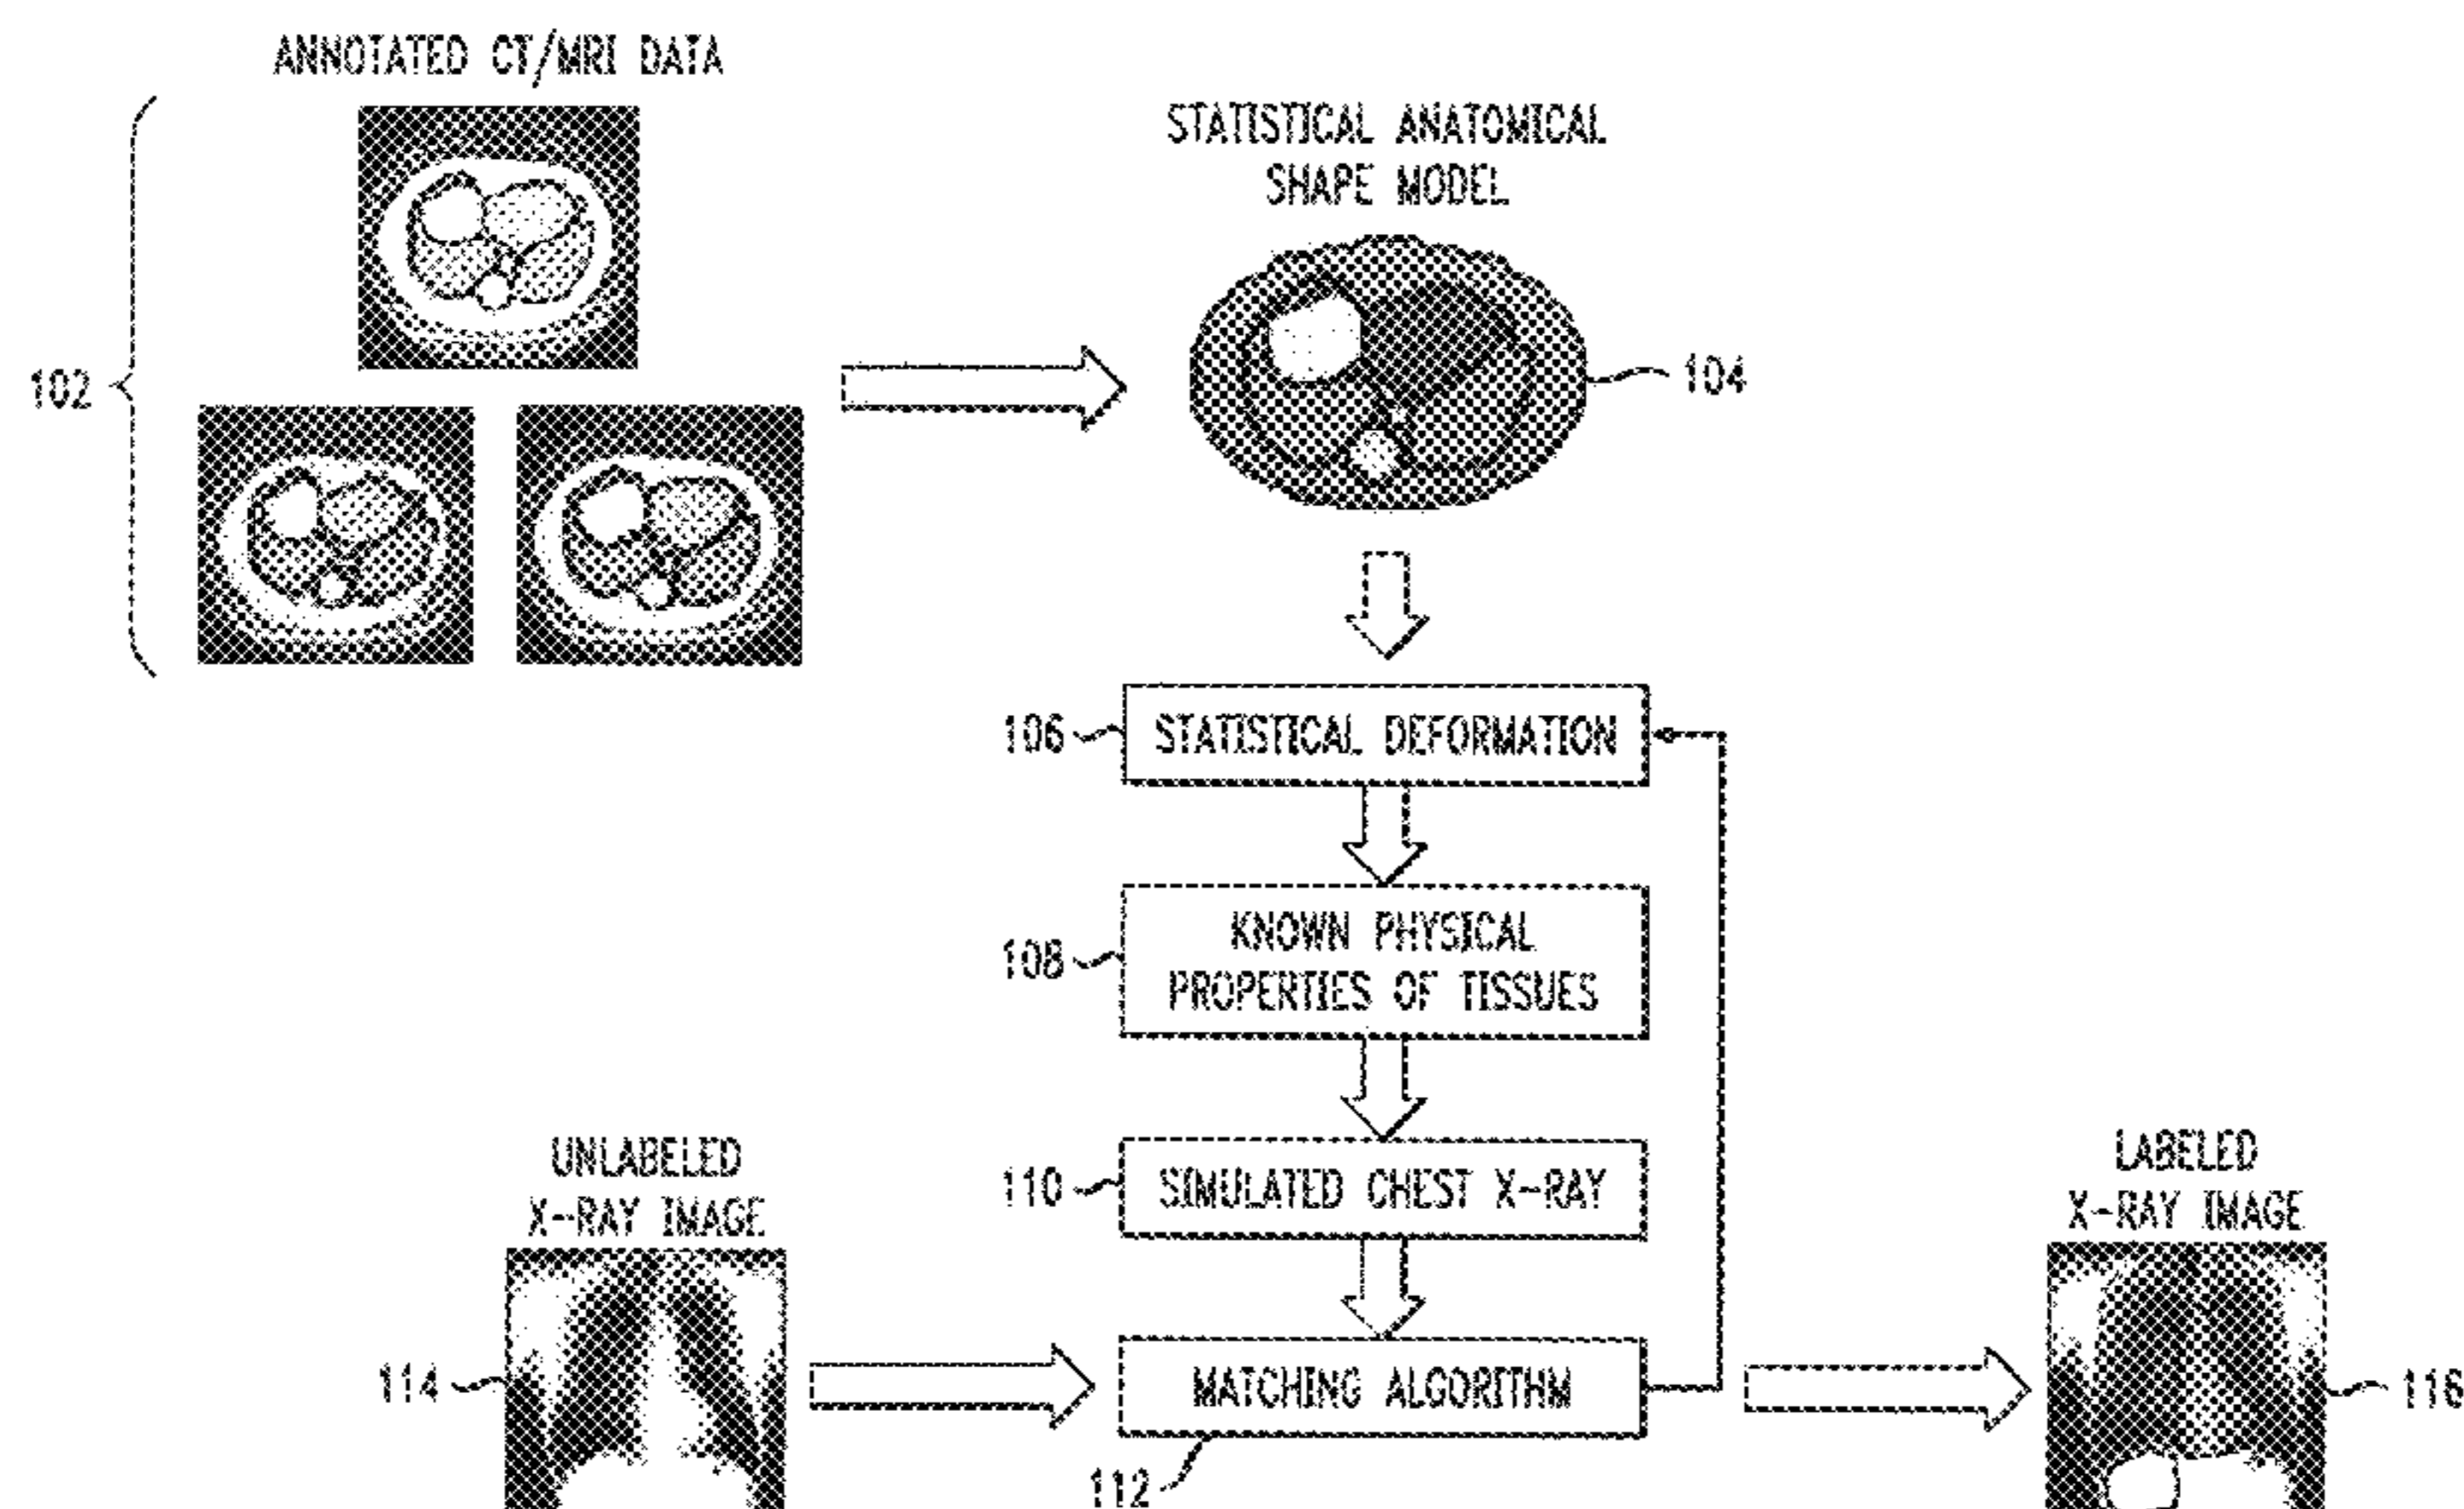 ANNOTATED CT/MRI DATA
102
STATISTICAL ANATOMICAL
SHAPE MODEL
104
106
STATISTICAL DEFORMATION
108
KNOWN PHYSICAL
PROPERTIES OF TISSUES
110
SIMULATED CHEST X-RAY
UNLABELED
X-RAY IMAGE
114
MATCHING ALGORITHM
112
LABELED
X-RAY IMAGE
116